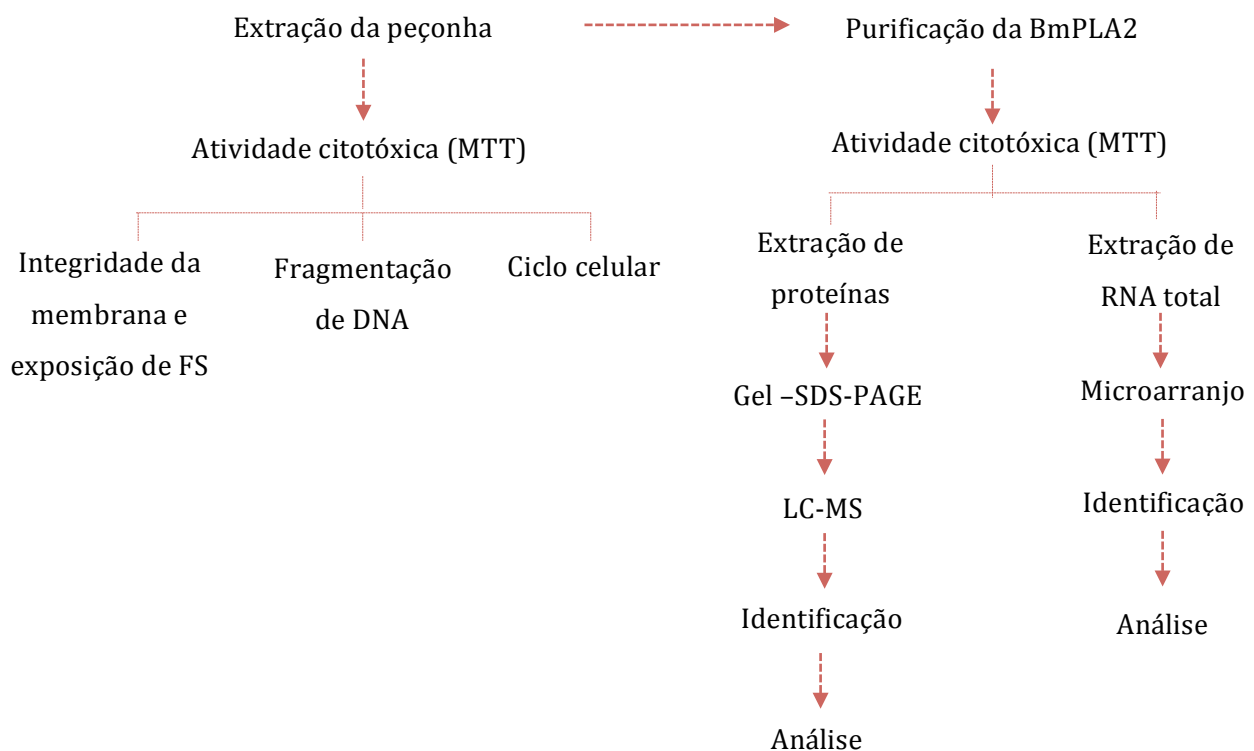 Extração da peçonha
Purificação da BmPLA2
Atividade citotóxica (MTT)
Atividade citotóxica (MTT)
Integridade da
membrana e
exposição de FS
Fragmentação
de DNA
Ciclo celular
Extração de
proteínas
Extração de
RNA total
Gel –SDS-PAGE
Microarranjo
LC-MS
Identificação
Identificação
Análise
Análise